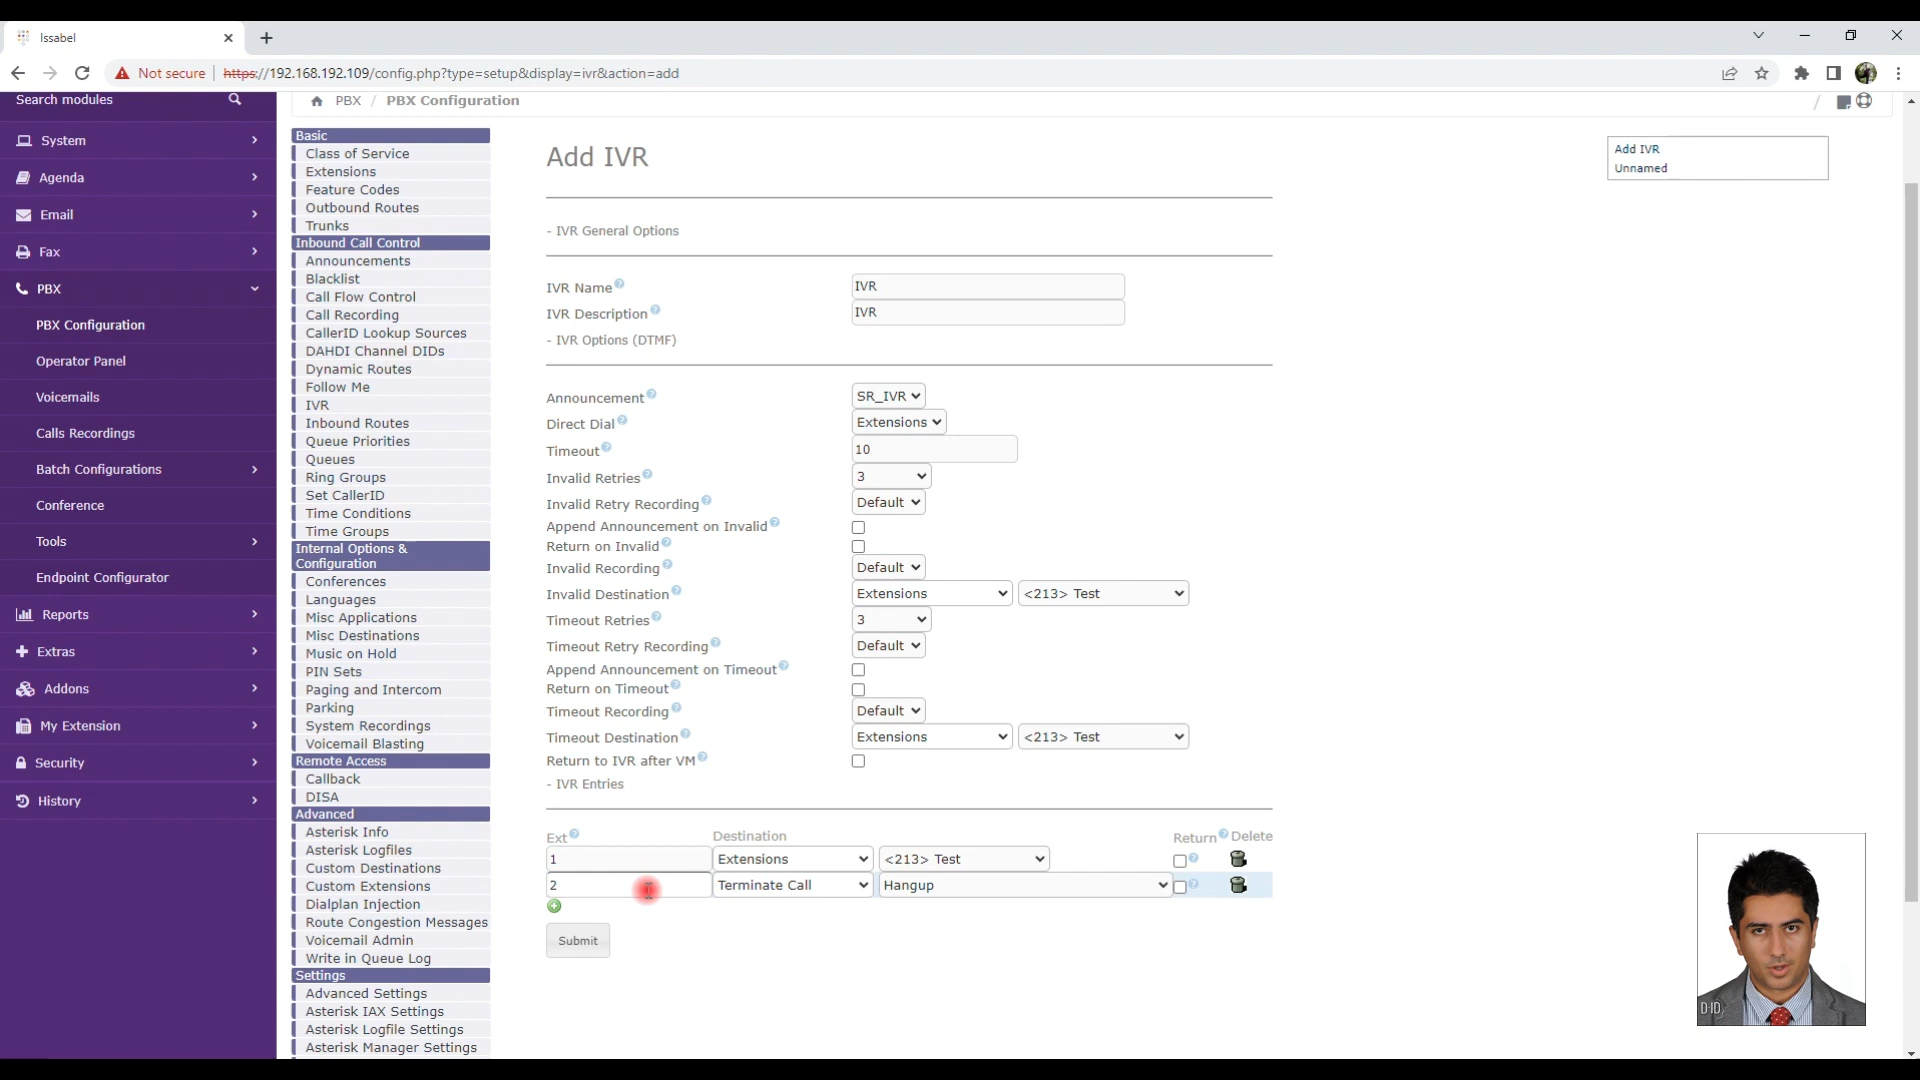 Issabel
Not secure
https://192.168.192.109/config.php?type=setup&display=ivr&action=add
Search modules
System
Agenda
Email
Fax
PBX
PBX Configuration
Operator Panel
Voicemails
Calls Recordings
Batch Configurations
Conference
Tools
Endpoint Configurator
Reports
Extras
Addons
My Extension
Security
History
PBX / PBX Configuration
/
Basic
Class of Service
Extensions
Feature Codes
Outbound Routes
Trunks
Inbound Call Control
Announcements
Blacklist
Call Flow Control
Call Recording
CallerID Lookup Sources
DAHDI Channel DIDs
Dynamic Routes
Follow Me
IVR
Inbound Routes
Queue Priorities
Queues
Ring Groups
Set CallerID
Time Conditions
Time Groups
Internal Options &
Configuration
Conferences
Languages
Misc Applications
Misc Destinations
Music on Hold
PIN Sets
Paging and Intercom
Parking
System Recordings
Voicemail Blasting
Remote Access
Callback
DISA
Advanced
Asterisk Info
Asterisk Logfiles
Custom Destinations
Custom Extensions
Dialplan Injection
Route Congestion Messages
Voicemail Admin
Write in Queue Log
Settings
Advanced Settings
Asterisk IAX Settings
Asterisk Logfile Settings
Asterisk Manager Settings
Add IVR
- IVR General Options
IVR Name ? IVR
IVR Description ? IVR
- IVR Options (DTMF)
Announcement ? SR_IVR
Direct Dial ? Extensions
Timeout ? 10
Invalid Retries ? 3
Invalid Retry Recording ? Default
Append Announcement on Invalid ?
Return on Invalid ?
Invalid Recording ? Default
Invalid Destination ? Extensions <213> Test
Timeout Retries ? 3
Timeout Retry Recording ? Default
Append Announcement on Timeout ?
Return on Timeout ?
Timeout Recording ? Default
Timeout Destination ? Extensions <213> Test
Return to IVR after VM ?
- IVR Entries
Ext ? Destination Return ? Delete
1 Extensions <213> Test ?
2 Terminate Call Hangup ?
Submit
Add IVR
Unnamed
D-ID